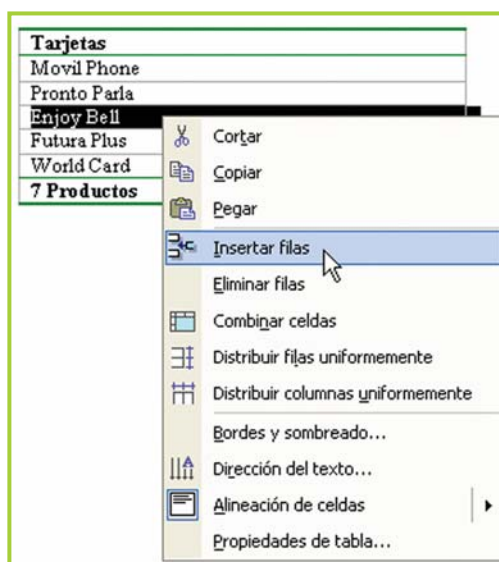 Tarjetas
Movil Phone
Pronto Parla
Enjoy Bell
Futura Plus
World Card
7 Productos
Cortar
Copiar
Pegar
Insertar filas
Eliminar filas
Combinar celdas
Distribuir filas uniformemente
Distribuir columnas uniformemente
Bordes y sombreado...
Dirección del texto...
Alineación de celdas
Propiedades de tabla...